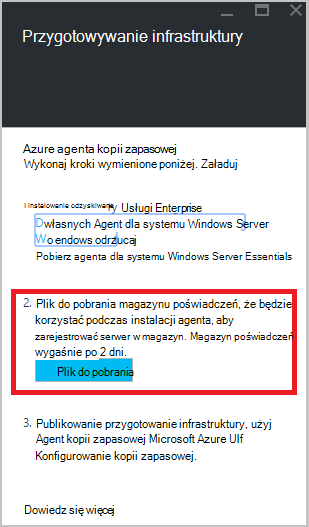 Przygotowywanie infrastruktury
Azure agenta kopii zapasowej
Wykonaj kroki wymienione poniżej. Załaduj
i Instalowanie odzyskiwane ry Usługi Enterprise
Dwłasnych Agent dla systemu Windows Server
Wo endows odrzucaj
Pobierz agenta dla systemu Windows Server Essentials
2. Plik do pobrania magazynu poświadczeń, że będzie
korzystać podczas instalacji agenta, aby
zarejestrować serwer w magazyn. Magazyn poświadczeń
wygaśnie po 2 dni.
Plik do pobrania
3. Publikowanie przygotowanie infrastruktury, użyj
Agent kopii zapasowej Microsoft Azure UIf
Konfigurowanie kopii zapasowej.
Dowiedz się więcej